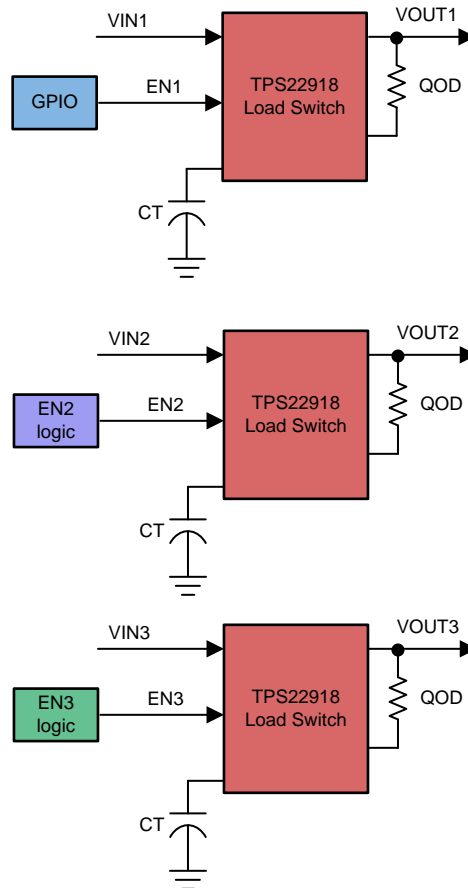 VIN1
VOUT1
GPIO
EN1
TPS22918
Load Switch
QOD
CT
VIN2
VOUT2
EN2
logic
EN2
TPS22918
Load Switch
QOD
CT
VIN3
VOUT3
EN3
logic
EN3
TPS22918
Load Switch
QOD
CT